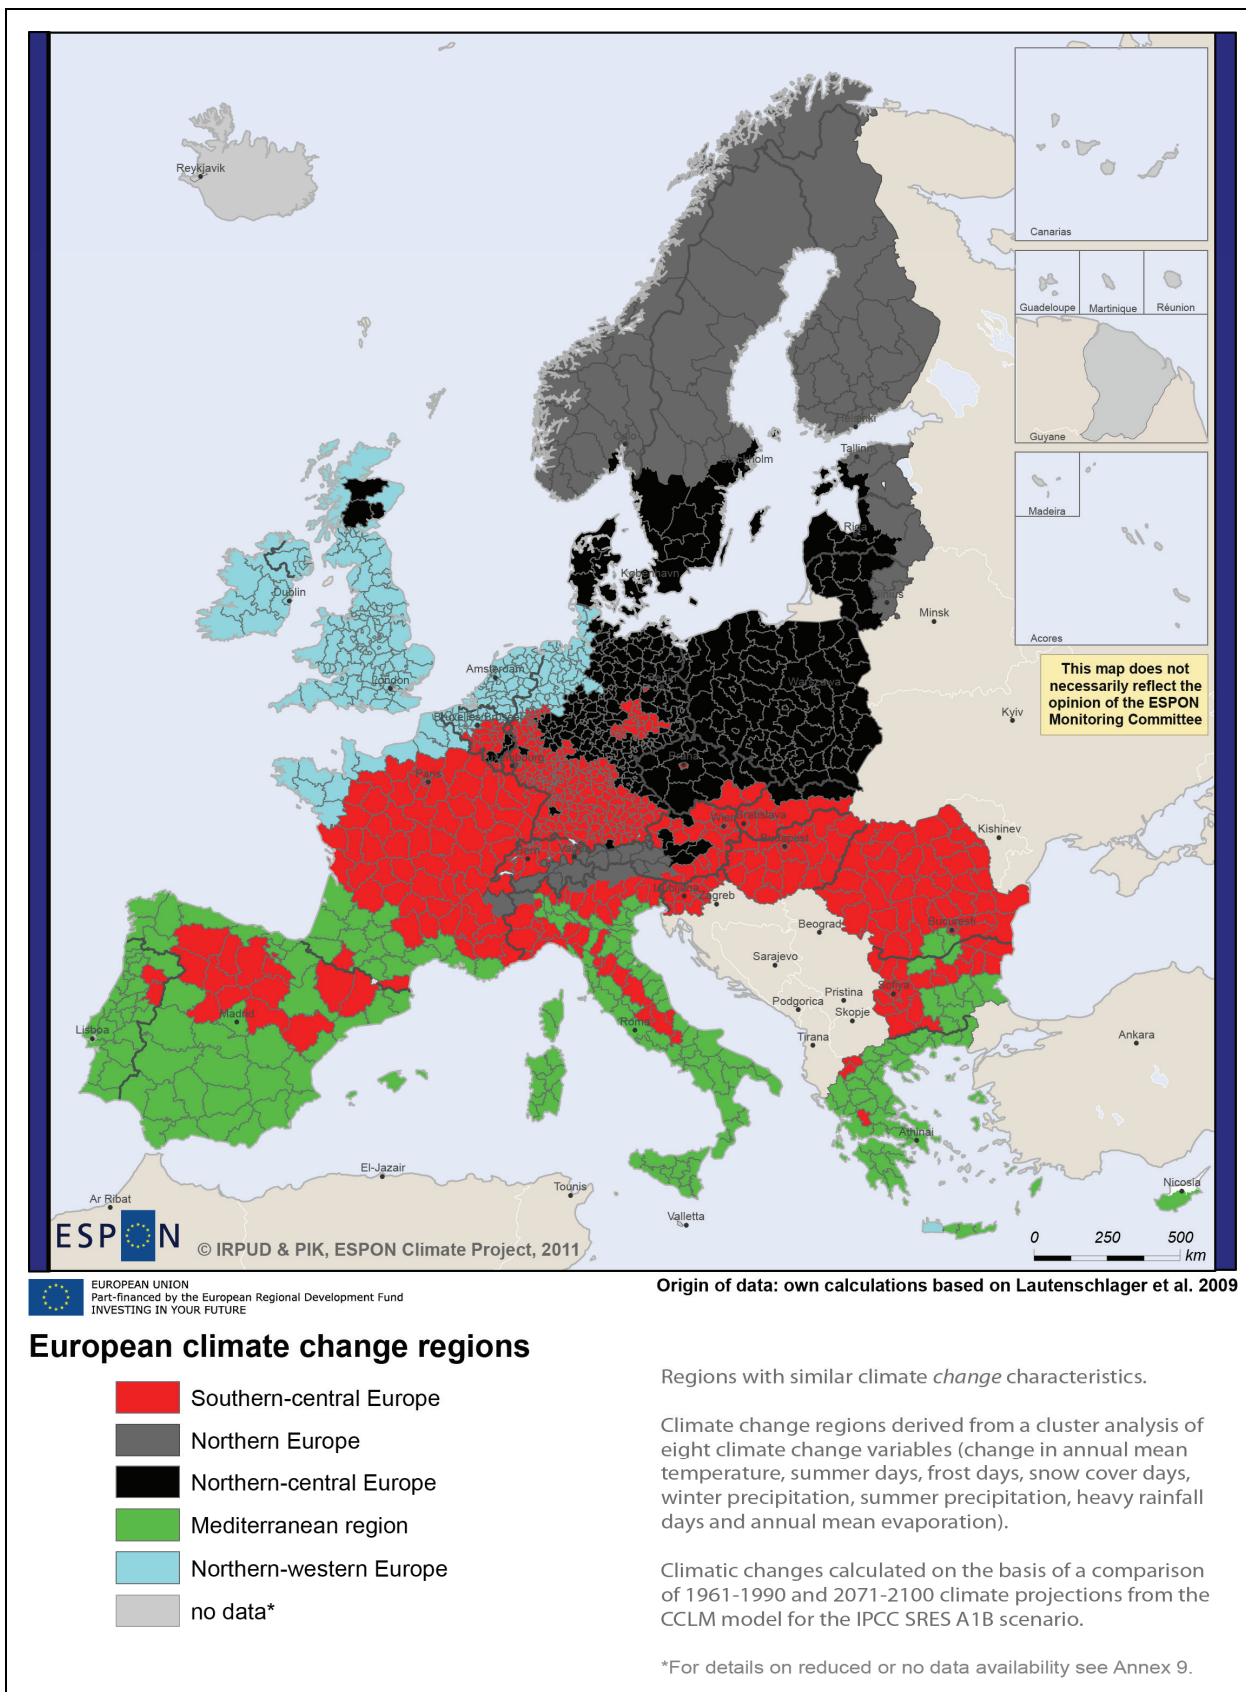 Reykjavik
Canarias
Guadeloupe
Martinique
Réunion
Guyane
Madeira
Acores
Helsinki
Oslo
Tallinn
Stockholm
Riga
København
Vilnius
Minsk
Dublin
Amsterdam
London
Berlin
Warszawa
This map does not
necessarily reflect the
opinion of the ESPON
Monitoring Committee
Kyiv
Bruxelles/Brussel
Luxembourg
Praha
Paris
Wien
Bratislava
Kishinev
Budapest
Bern
Vaduz
Ljubljana
Zagreb
Beograd
Bucuresti
Sarajevo
Pristina
Sofiya
Podgorica
Skopje
Madrid
Roma
Lisboa
Tirana
Ankara
Athinai
El-Jazair
Tounis
Ar Ribat
Valletta
Nicosia
ESPON
© IRPUD & PIK, ESPON Climate Project, 2011
0 250 500
km
EUROPEAN UNION
Part-financed by the European Regional Development Fund
INVESTING IN YOUR FUTURE
Origin of data: own calculations based on Lautenschlager et al. 2009
European climate change regions
Southern-central Europe
Northern Europe
Northern-central Europe
Mediterranean region
Northern-western Europe
no data*
Regions with similar climate change characteristics.
Climate change regions derived from a cluster analysis of
eight climate change variables (change in annual mean
temperature, summer days, frost days, snow cover days,
winter precipitation, summer precipitation, heavy rainfall
days and annual mean evaporation).
Climatic changes calculated on the basis of a comparison
of 1961-1990 and 2071-2100 climate projections from the
CCLM model for the IPCC SRES A1B scenario.
*For details on reduced or no data availability see Annex 9.